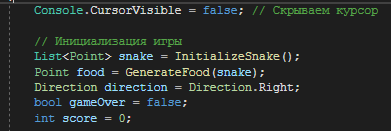 Console.CursorVisible = false; // Скрываем курсор
// Инициализация игры
List<Point> snake = InitializeSnake();
Point food = GenerateFood(snake);
Direction direction = Direction.Right;
bool gameOver = false;
int score = 0;